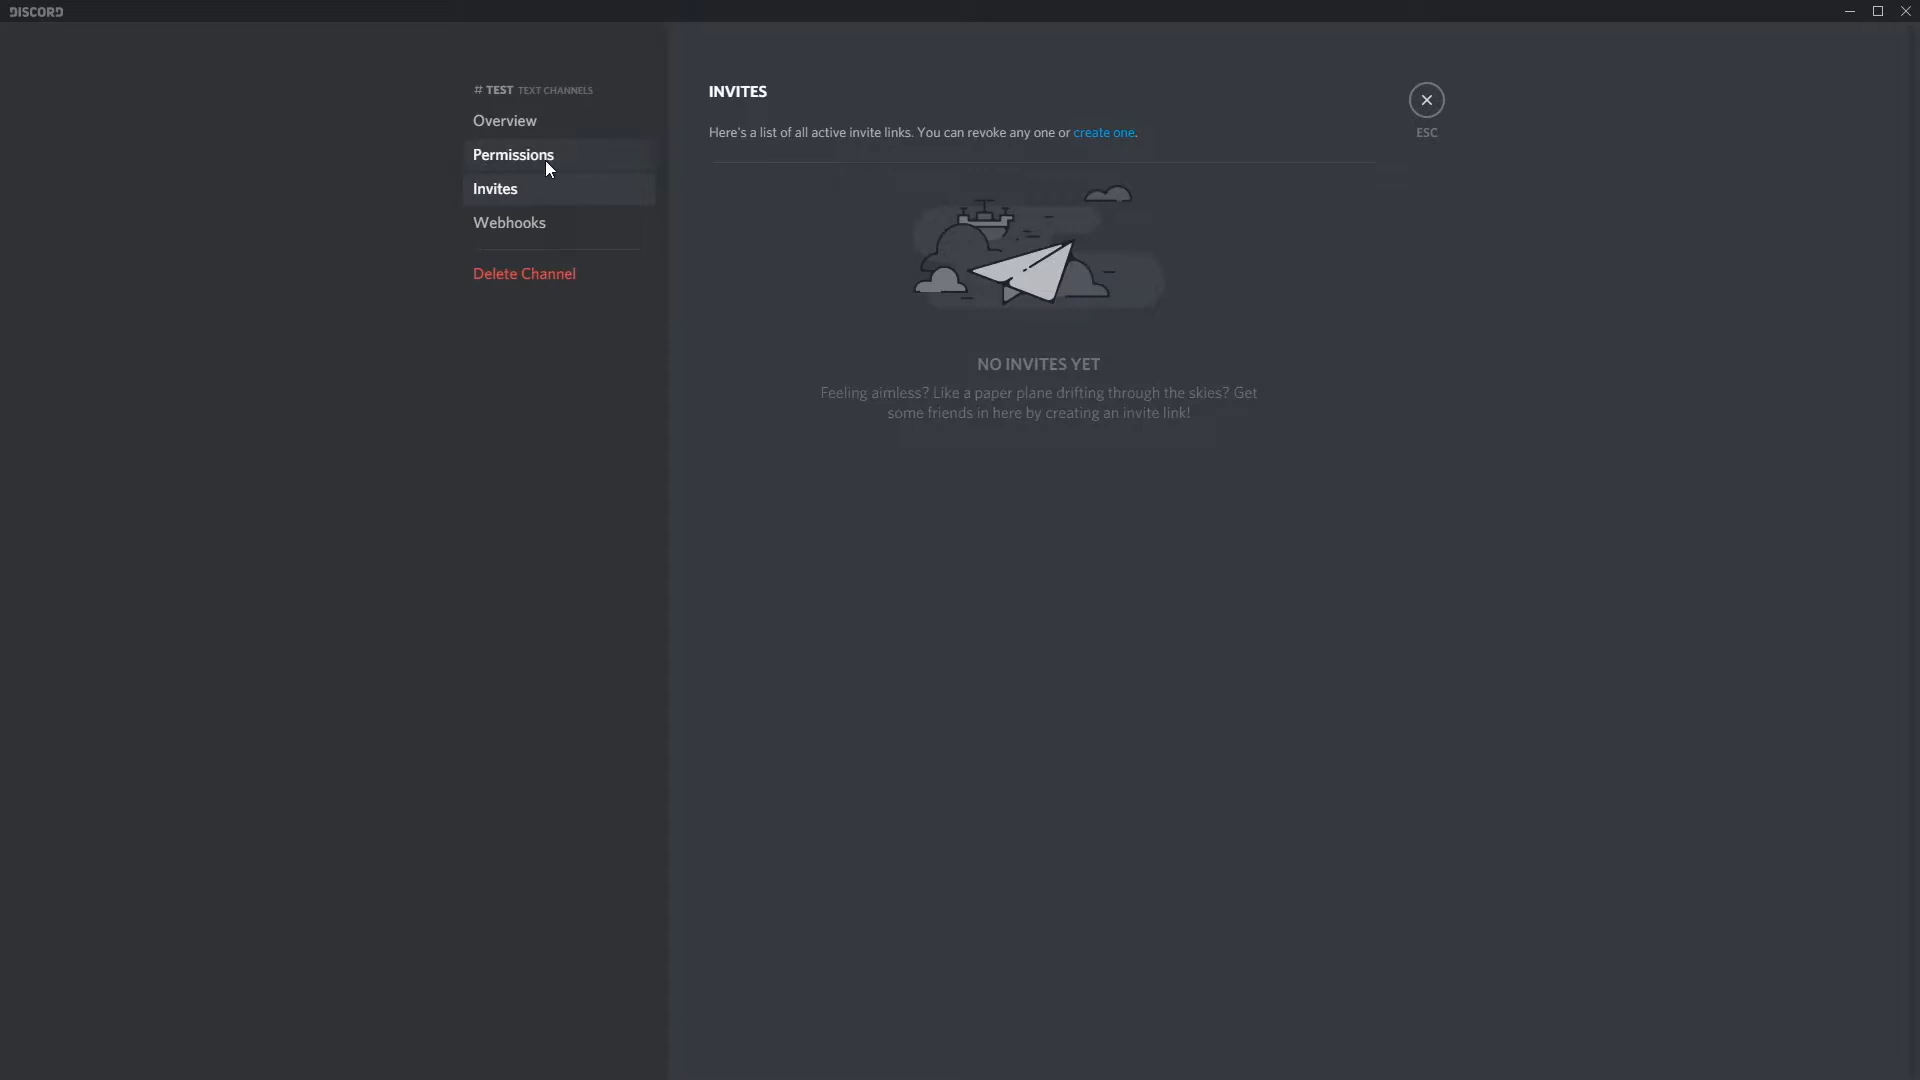 DISCORD
# TEST TEXT CHANNELS
Overview
Permissions
Invites
Webhooks
Delete Channel
INVITES
Here's a list of all active invite links. You can revoke any one or create one.
ESC
NO INVITES YET
Feeling aimless? Like a paper plane drifting through the skies? Get
some friends in here by creating an invite link!